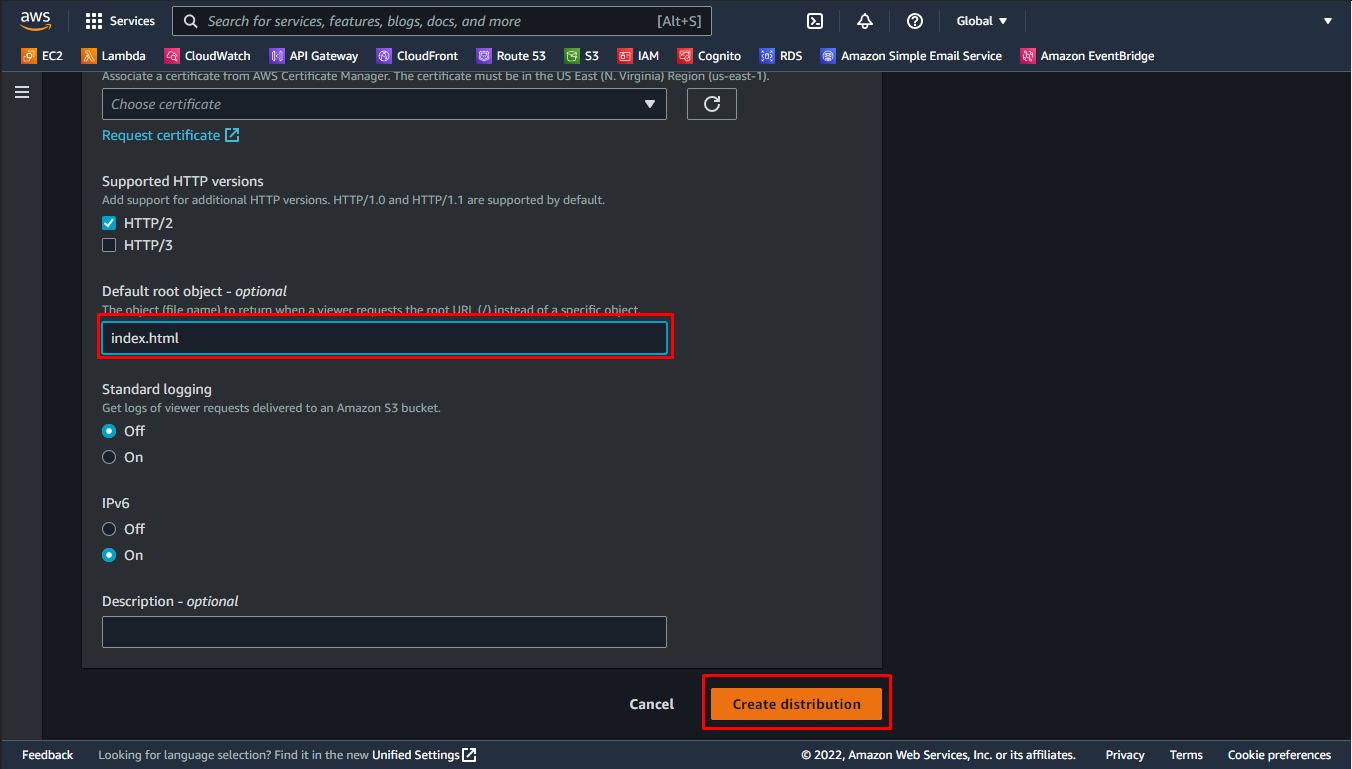 aws Services Search for services, features, blogs, docs, and more [Alt+S] Global
EC2 Lambda CloudWatch API Gateway CloudFront Route 53 S3 IAM Cognito RDS Amazon Simple Email Service Amazon EventBridge
Associate a certificate from AWS Certificate Manager. The certificate must be in the US East (N. Virginia) Region (us-east-1).
Choose certificate
Request certificate
Supported HTTP versions
Add support for additional HTTP versions. HTTP/1.0 and HTTP/1.1 are supported by default.
HTTP/2
HTTP/3
Default root object - optional
The object (file name) to return when a viewer requests the root URL (/) instead of a specific object.
index.html
Standard logging
Get logs of viewer requests delivered to an Amazon S3 bucket.
Off
On
IPv6
Off
On
Description - optional
Cancel Create distribution
Feedback Looking for language selection? Find it in the new Unified Settings © 2022, Amazon Web Services, Inc. or its affiliates. Privacy Terms Cookie preferences